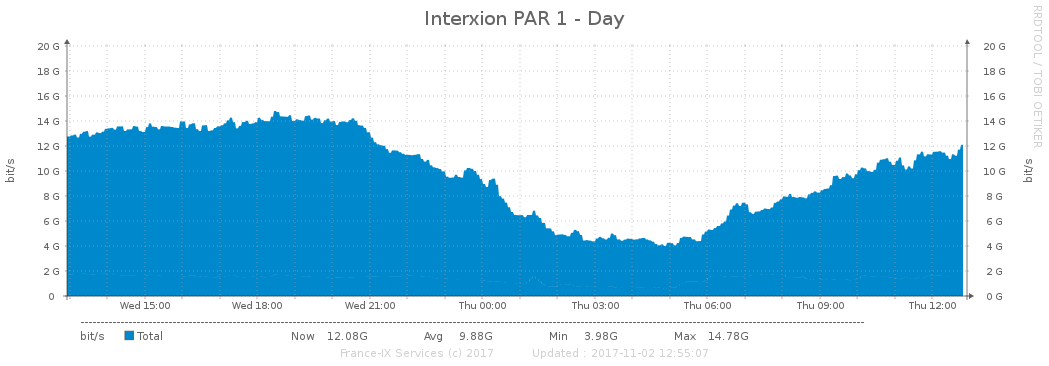 Interxion PAR 1 - Day
RRDTOOL / TOBI OETIKER
bit/s
20 G 20 G
18 G 18 G
16 G 16 G
14 G 14 G
12 G 12 G
10 G 10 G
8 G 8 G
6 G 6 G
4 G 4 G
2 G 2 G
0 0 G
bit/s
Wed 15:00 Wed 18:00 Wed 21:00 Thu 00:00 Thu 03:00 Thu 06:00 Thu 09:00 Thu 12:00
bit/s Total Now 12.08G Avg 9.88G Min 3.98G Max 14.78G
France-IX Services (c) 2017 Updated : 2017-11-02 12:55:07